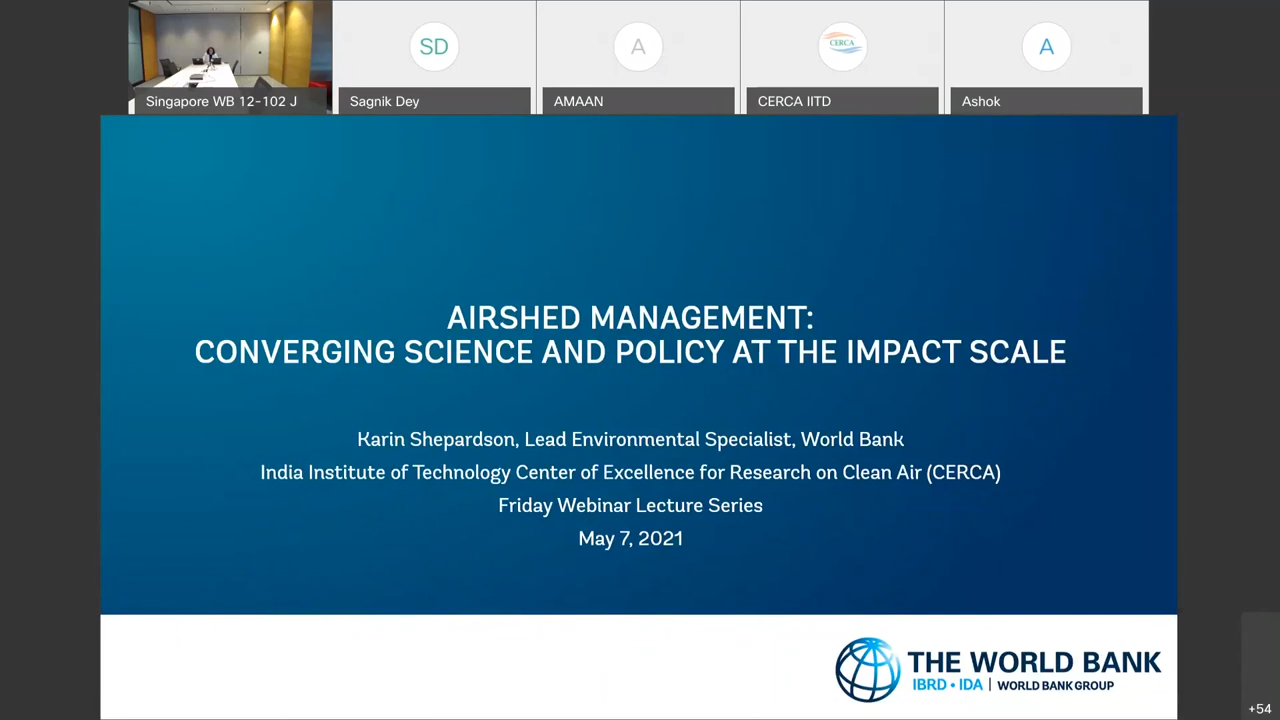 SD
A
CERCA
A
Singapore WB 12-102 J
Sagnik Dey
AMAAN
CERCA IITD
Ashok
AIRSHED MANAGEMENT:
CONVERGING SCIENCE AND POLICY AT THE IMPACT SCALE
Karin Shepardson, Lead Environmental Specialist, World Bank
India Institute of Technology Center of Excellence for Research on Clean Air (CERCA)
Friday Webinar Lecture Series
May 7, 2021
THE WORLD BANK
IBRD • IDA | WORLD BANK GROUP
+54